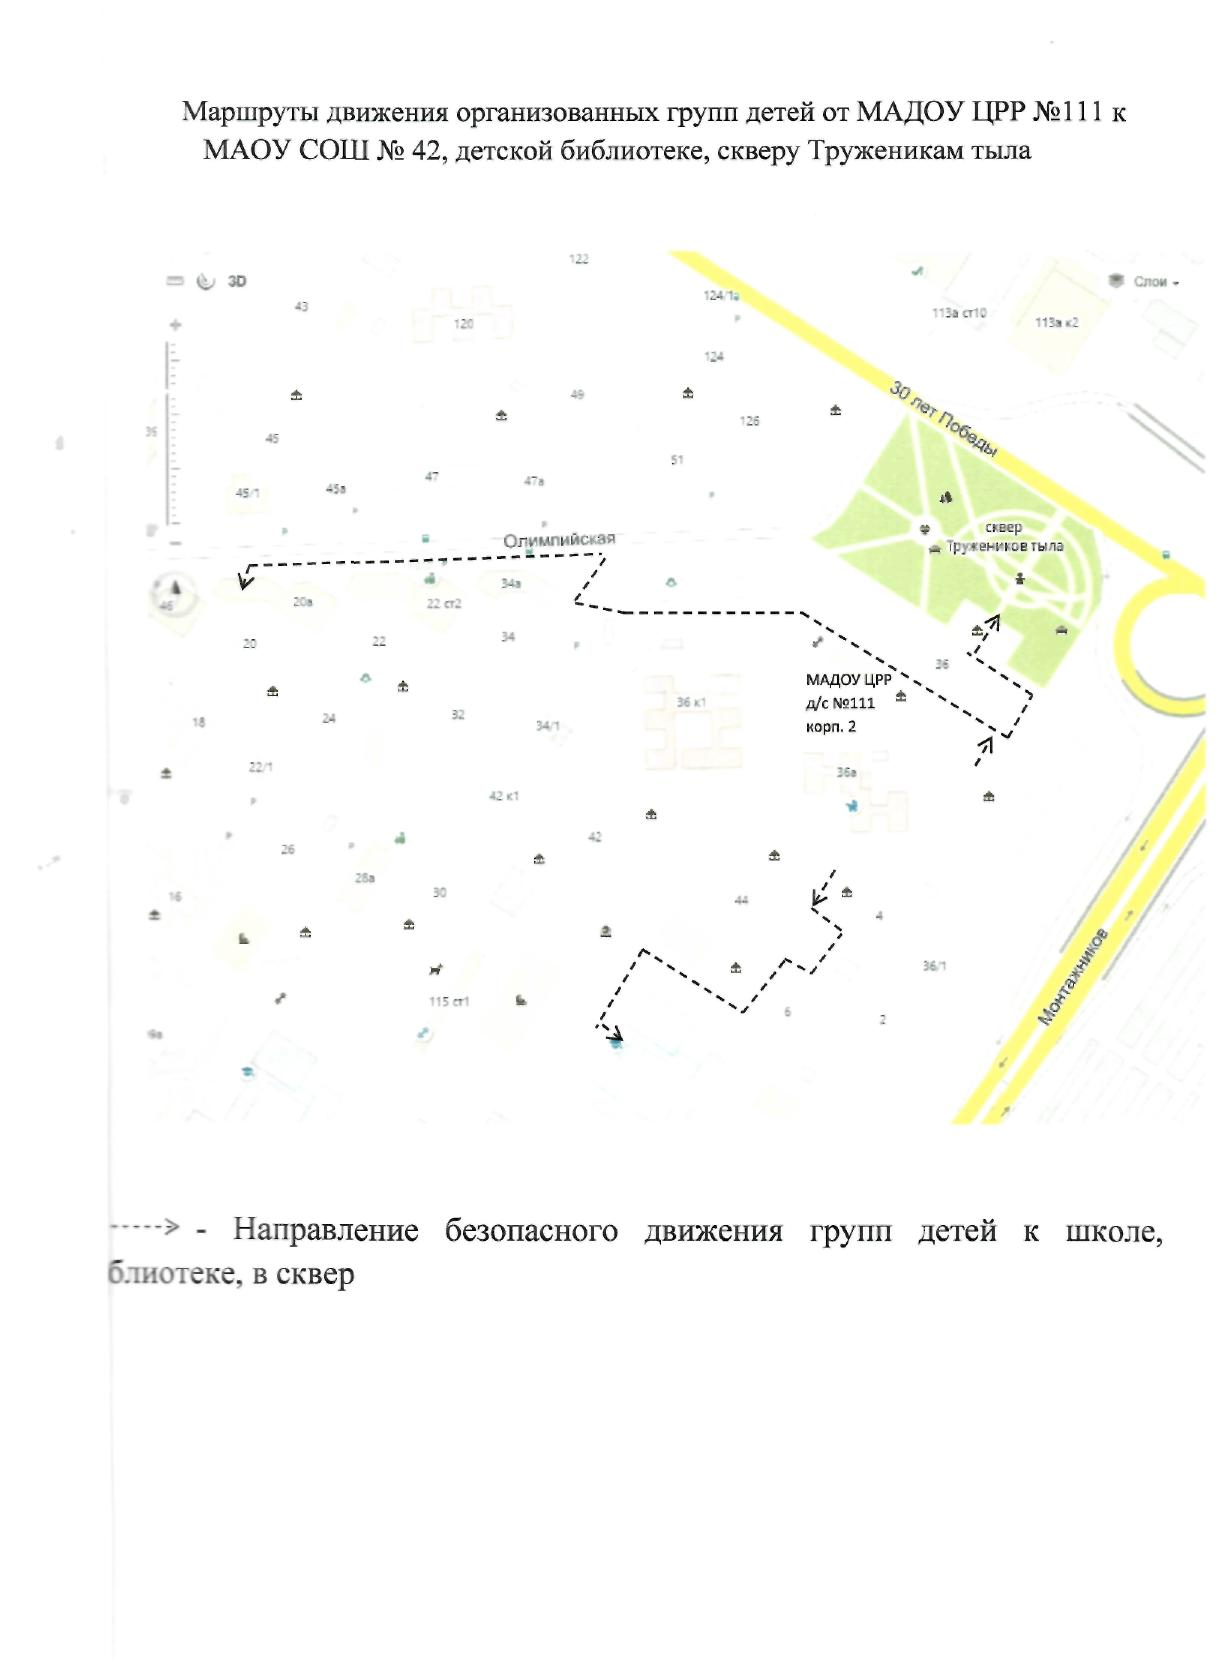 Маршруты движения организованных групп детей от МАДОУ ЦРР №111 к
МАОУ СОШ № 42, детской библиотеке, скверу Труженикам тыла
122
3D
Слои
43
124/1а
120
113а ст10
113а к2
124
30 лет Победы
49
126
45
51
47
47а
45а
45/1
сквер
Тружеников тыла
Олимпийская
34а
46
20а
22 ст2
20
22
34
36
МАДОУ ЦРР
д/с №111
корп. 2
36 к1
18
24
32
34/1
22/1
36а
42 к1
42
26
28а
30
16
44
4
36/1
Монтажников
115 ст1
6
2
9а
- Направление безопасного движения групп детей к школе,
блиотеке, в сквер